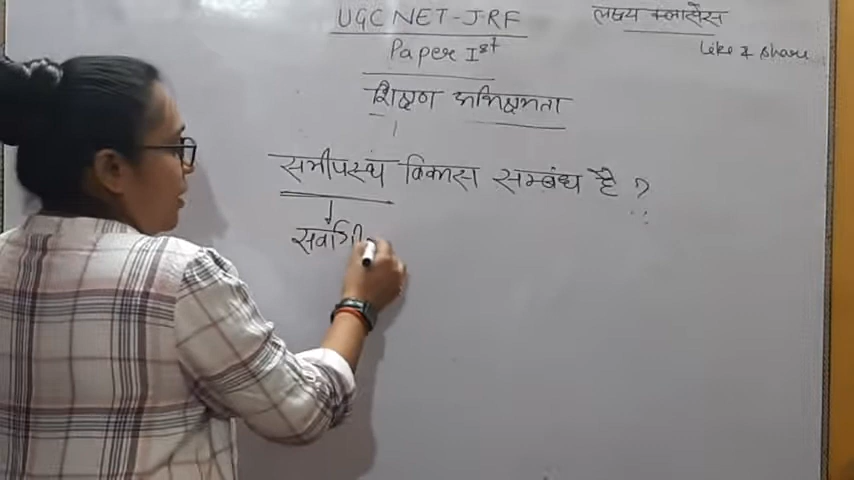 UGC NET-JRF
लक्ष्य क्लासेस
Like & Share
Paper Ist
शिक्षण अभिक्षमता
समीपस्थ विकास सम्बंध है ?
सर्वांगी